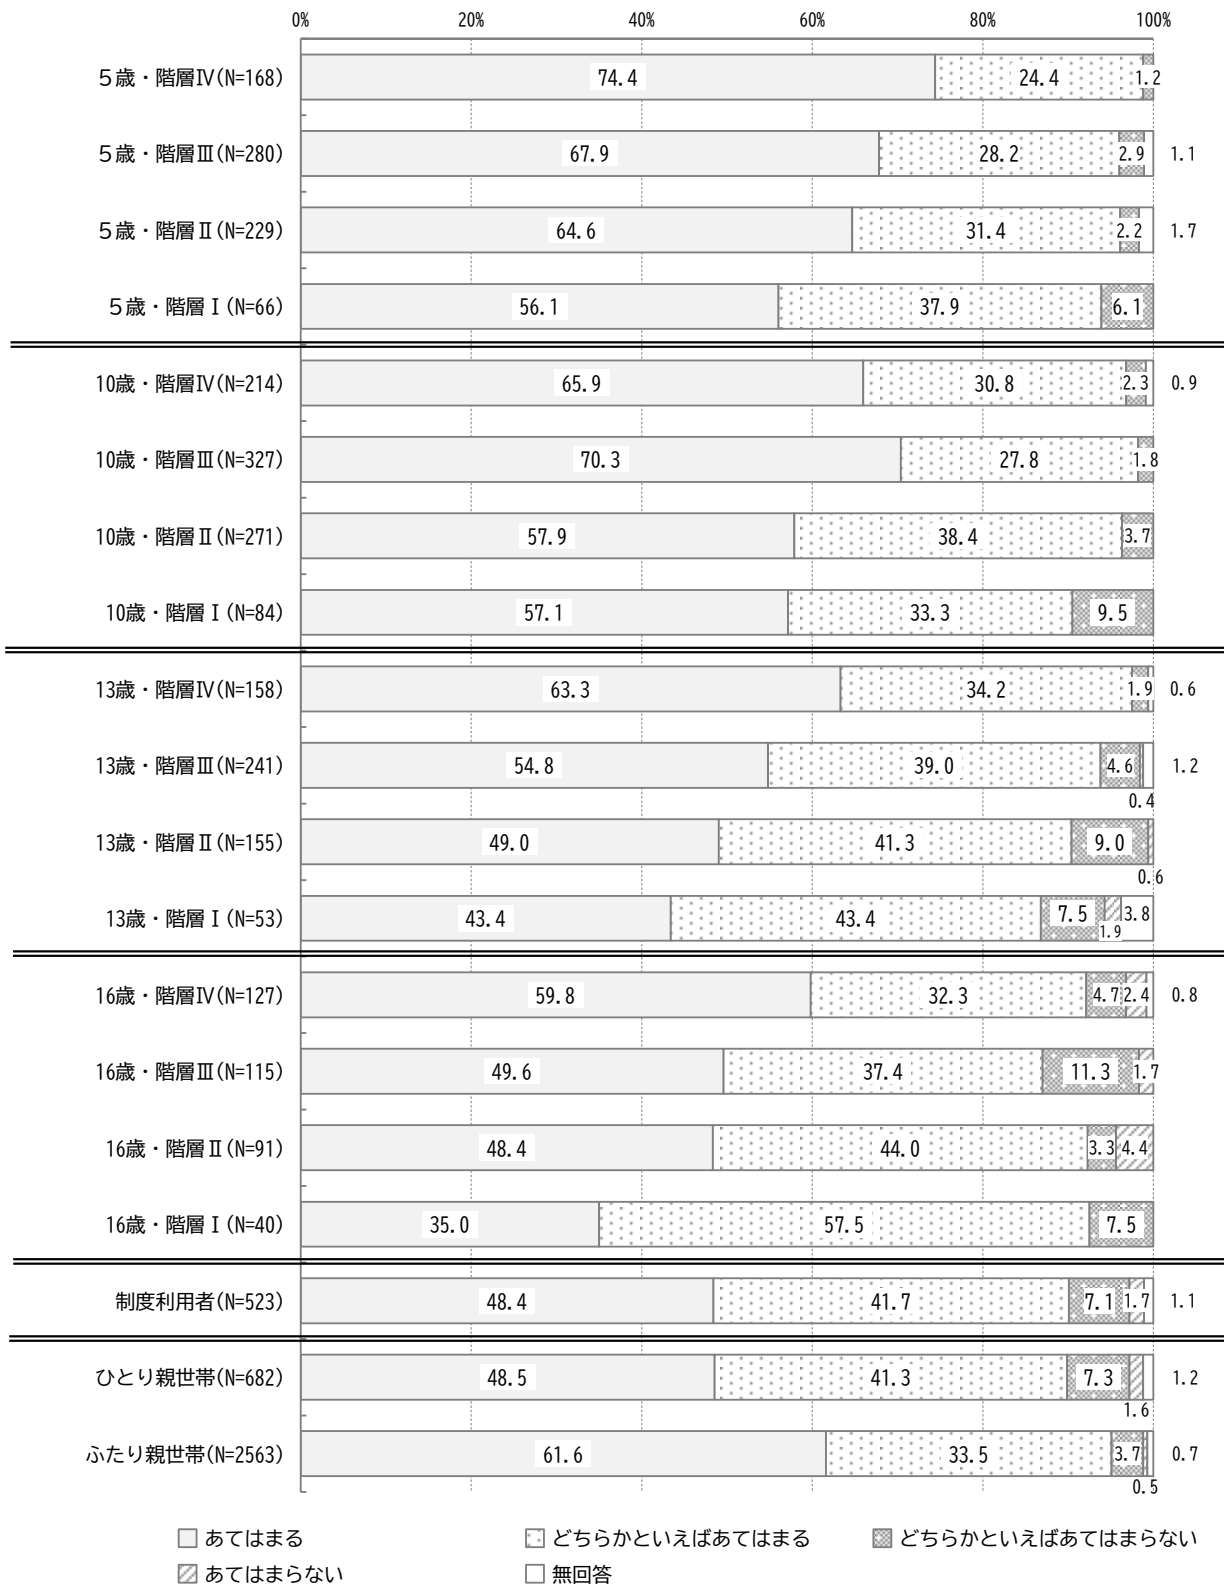 0% 20% 40% 60% 80% 100%
５歳・階層Ⅳ(N=168) 74.4 24.4 1.2
５歳・階層Ⅲ(N=280) 67.9 28.2 2.9 1.1
５歳・階層Ⅱ(N=229) 64.6 31.4 2.2 1.7
５歳・階層Ⅰ(N=66) 56.1 37.9 6.1
10歳・階層Ⅳ(N=214) 65.9 30.8 2.3 0.9
10歳・階層Ⅲ(N=327) 70.3 27.8 1.8
10歳・階層Ⅱ(N=271) 57.9 38.4 3.7
10歳・階層Ⅰ(N=84) 57.1 33.3 9.5
13歳・階層Ⅳ(N=158) 63.3 34.2 1.9 0.6
13歳・階層Ⅲ(N=241) 54.8 39.0 4.6 1.2
0.4
13歳・階層Ⅱ(N=155) 49.0 41.3 9.0
0.6
13歳・階層Ⅰ(N=53) 43.4 43.4 7.5 1.9 3.8
16歳・階層Ⅳ(N=127) 59.8 32.3 4.7 2.4 0.8
16歳・階層Ⅲ(N=115) 49.6 37.4 11.3 1.7
16歳・階層Ⅱ(N=91) 48.4 44.0 3.3 4.4
16歳・階層Ⅰ(N=40) 35.0 57.5 7.5
制度利用者(N=523) 48.4 41.7 7.1 1.7 1.1
ひとり親世帯(N=682) 48.5 41.3 7.3 1.2
1.6
ふたり親世帯(N=2563) 61.6 33.5 3.7 0.7
0.5
あてはまる どちらかといえばあてはまる どちらかといえばあてはまらない
あてはまらない 無回答